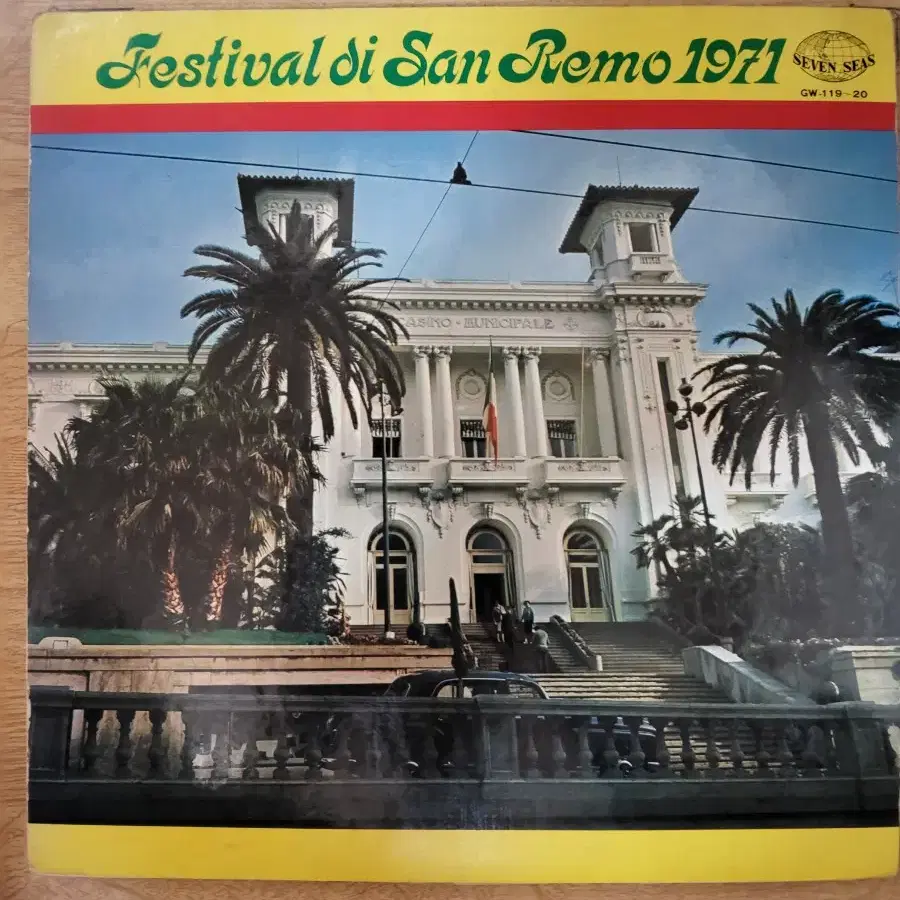 Festival di San Remo 1971
SEVEN SEAS
GW-119~20
CASINO · MUNICIPALE